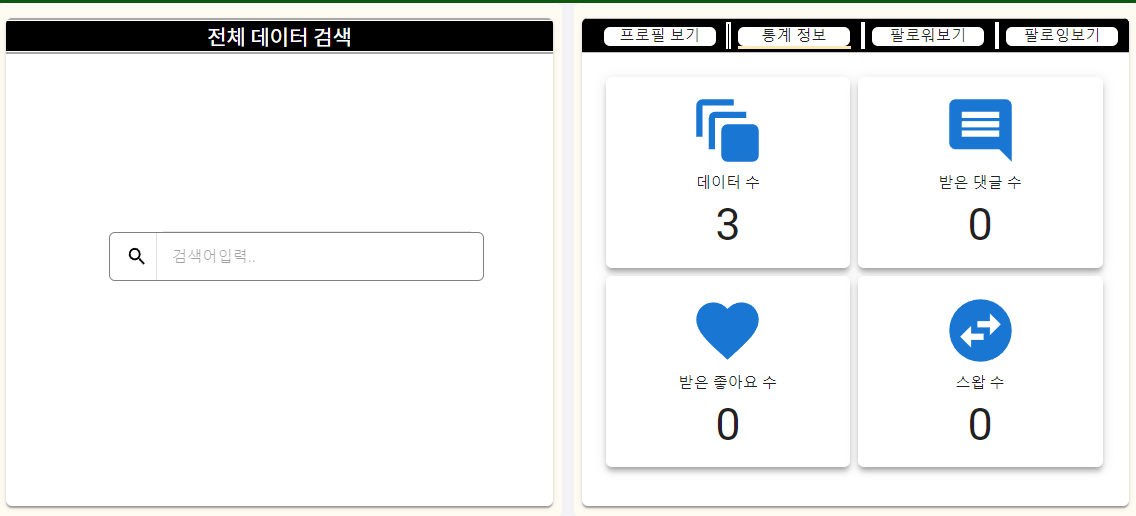 전체 데이터 검색
검색어입력..
프로필 보기
통계 정보
팔로워보기
팔로잉보기
데이터 수
3
받은 댓글 수
0
받은 좋아요 수
0
스왑 수
0